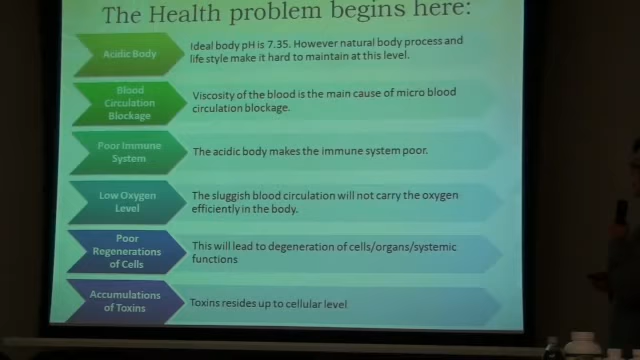 The Health problem begins here:
Acidic Body
Ideal body pH is 7.35. However natural body process and
life style make it hard to maintain at this level.
Blood
Circulation
Blockage
Viscosity of the blood is the main cause of micro blood
circulation blockage.
Poor Immune
System
The acidic body makes the immune system poor.
Low Oxygen
Level
The sluggish blood circulation will not carry the oxygen
efficiently in the body.
Poor
Regenerations
of Cells
This will lead to degeneration of cells/organs/systemic
functions
Accumulations
of Toxins
Toxins resides up to cellular level